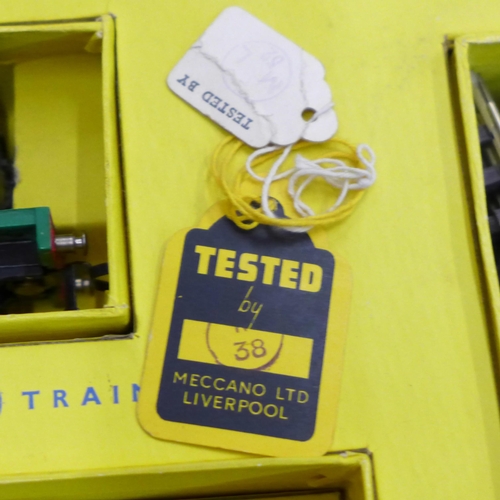 TESTED BY
TESTED
by
38
MECCANO LTD
LIVERPOOL
TRAIN